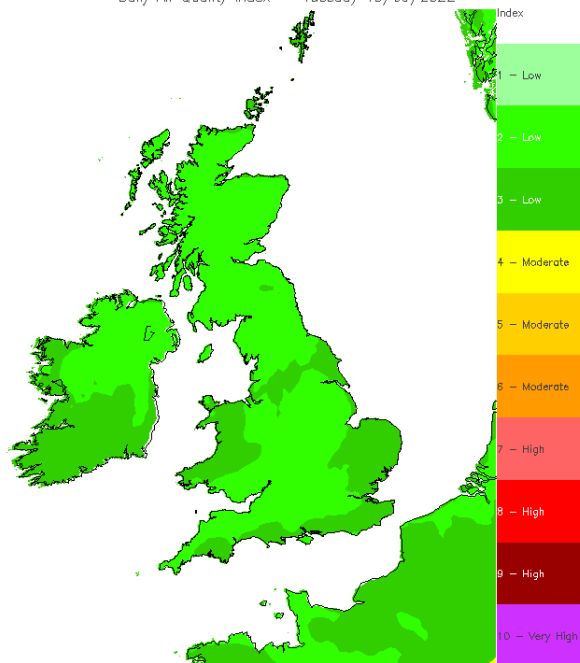 Index
1 - Low
2 - Low
3 - Low
4 - Moderate
5 - Moderate
6 - Moderate
7 - High
8 - High
9 - High
10 - Very High